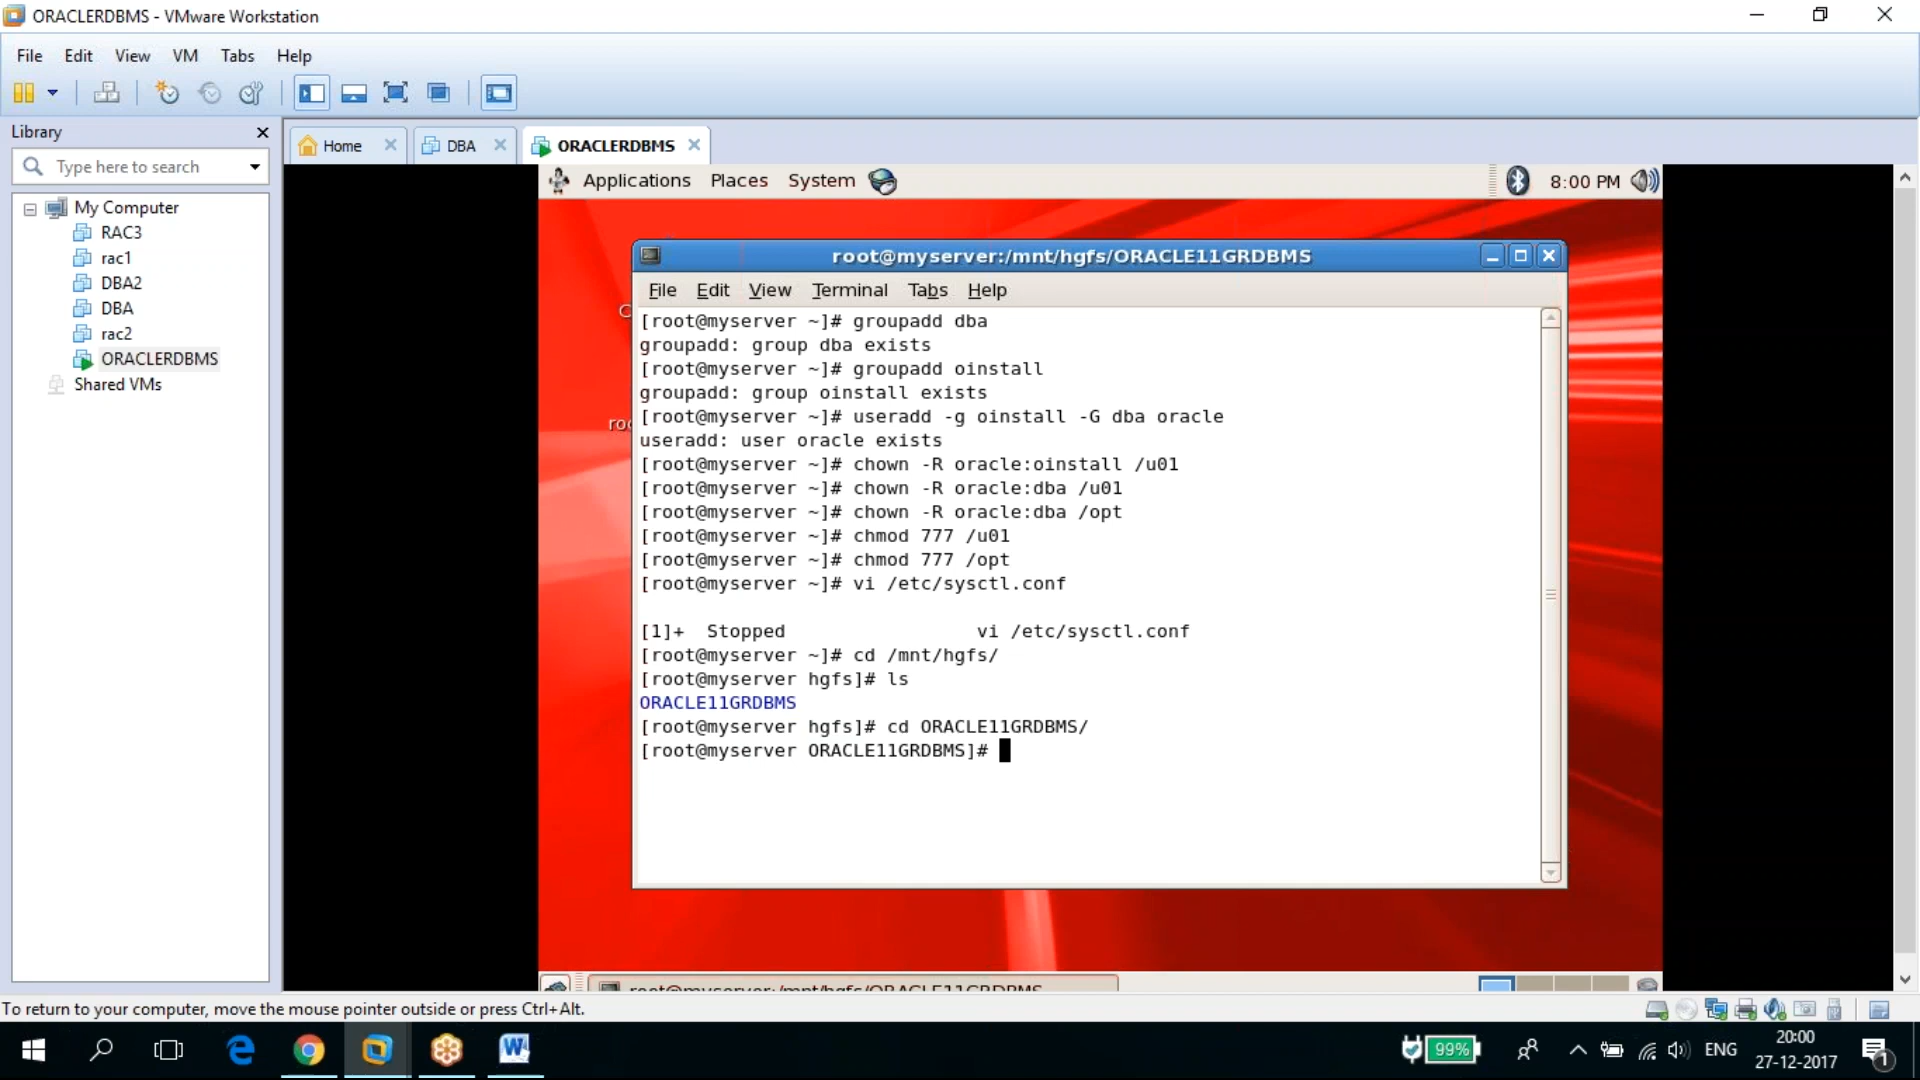 ORACLERDBMS - VMware Workstation
File Edit View VM Tabs Help
Library
Type here to search
My Computer
RAC3
rac1
DBA2
DBA
rac2
ORACLERDBMS
Shared VMs
Home DBA ORACLERDBMS
Applications Places System 8:00 PM
root@myserver:/mnt/hgfs/ORACLE11GRDBMS
File Edit View Terminal Tabs Help
[root@myserver ~]# groupadd dba
groupadd: group dba exists
[root@myserver ~]# groupadd oinstall
groupadd: group oinstall exists
[root@myserver ~]# useradd -g oinstall -G dba oracle
useradd: user oracle exists
[root@myserver ~]# chown -R oracle:oinstall /u01
[root@myserver ~]# chown -R oracle:dba /u01
[root@myserver ~]# chown -R oracle:dba /opt
[root@myserver ~]# chmod 777 /u01
[root@myserver ~]# chmod 777 /opt
[root@myserver ~]# vi /etc/sysctl.conf
[1]+ Stopped vi /etc/sysctl.conf
[root@myserver ~]# cd /mnt/hgfs/
[root@myserver hgfs]# ls
ORACLE11GRDBMS
[root@myserver hgfs]# cd ORACLE11GRDBMS/
[root@myserver ORACLE11GRDBMS]#
root@myserver:/mnt/hgfs/ORACLE11GRDBMS
To return to your computer, move the mouse pointer outside or press Ctrl+Alt.
99% ENG
20:00
27-12-2017
1